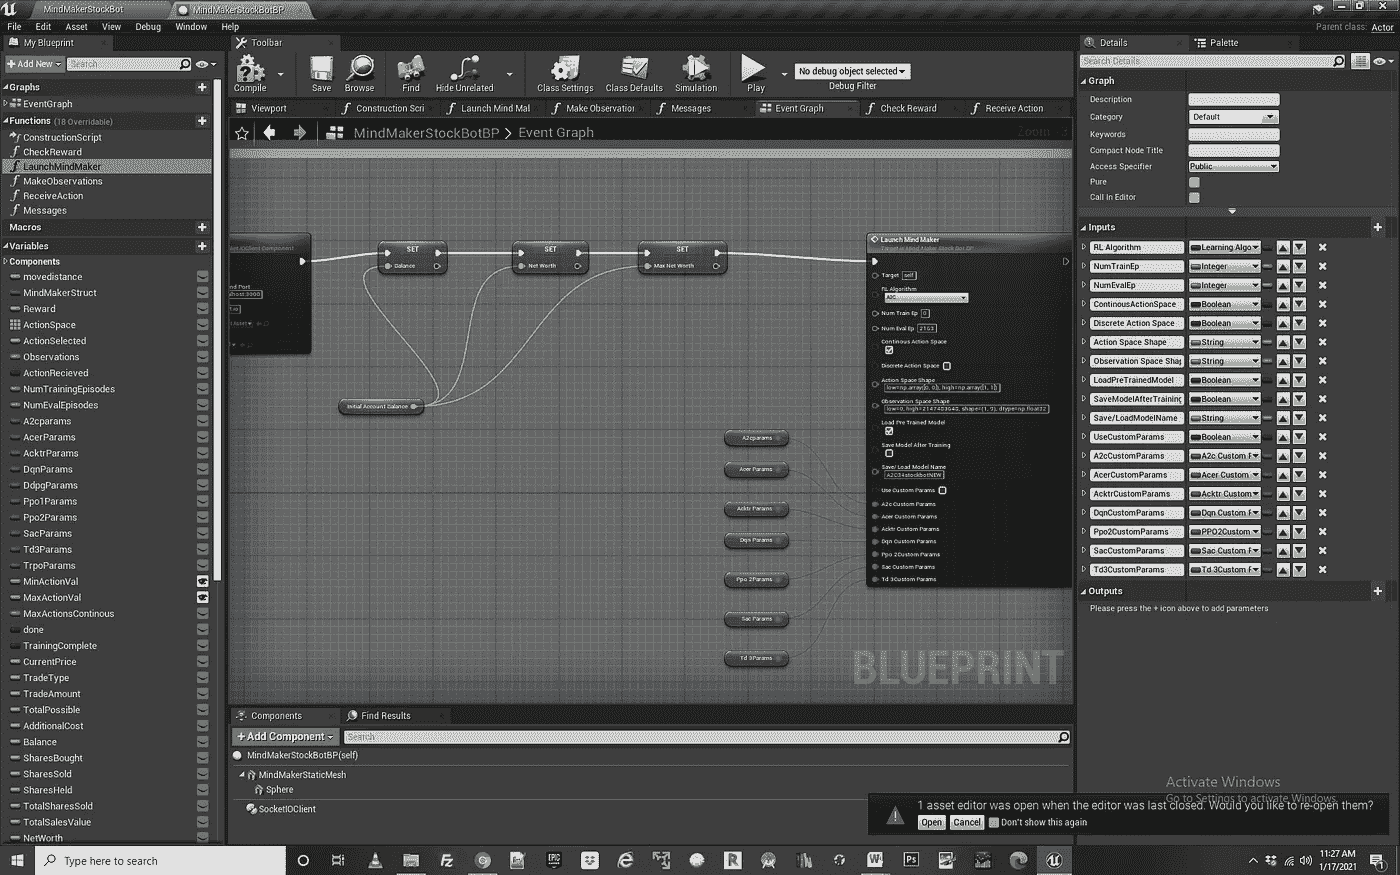 MindMakerStockBot
MindMakerStockBotBP
File Edit Asset View Debug Window Help
Parent class: Actor
My Blueprint
Toolbar
Details
Palette
Add New
Search
Compile
Save
Browse
Find
Hide Unrelated
Class Settings
Class Defaults
Simulation
Play
No debug object selected
Debug Filter
Search Details
Viewport
Construction Scri
Launch Mind Mal
Make Observation
Messages
Event Graph
Check Reward
Receive Action
MindMakerStockBotBP > Event Graph
Zoom
Graphs
EventGraph
Functions (18 Overridable)
ConstructionScript
CheckReward
LaunchMindMaker
MakeObservations
ReceiveAction
Messages
Macros
Variables
Components
movedistance
MindMakerStruct
Reward
ActionSpace
ActionSelected
Observations
ActionRecieved
NumTrainingEpisodes
NumEvalEpisodes
A2cparams
AcerParams
AcktrParams
DqnParams
DdpgParams
Ppo1Params
Ppo2Params
SacParams
Td3Params
TrpoParams
MinActionVal
MaxActionVal
MaxActionsContinous
done
TrainingComplete
CurrentPrice
TradeType
TradeAmount
TotalPossible
AdditionalCost
Balance
SharesBought
SharesSold
SharesHeld
TotalSharesSold
TotalSalesValue
NetWorth
SET
Balance
SET
Net Worth
SET
Max Net Worth
Initial Account Balance
Launch Mind Maker
Target is Mind Maker Stock Bot BP
Target self
RL Algorithm
A2C
Num Train Ep 0
Num Eval Ep 2153
Continous Action Space
Discrete Action Space
Action Space Shape
low=np.array([0, 0]), high=np.array([1, 1])
Observation Space Shape
Load Pre Trained Model
Save Model After Training
Save/ Load Model Name
Use Custom Params
A2c Custom Params
Acer Custom Params
Acktr Custom Params
Dqn Custom Params
Ppo 2Custom Params
Sac Custom Params
Td 3Custom Params
A2cparams
Acer Params
Acktr Params
Dqn Params
Ppo 2Params
Sac Params
Td 3Params
BLUEPRINT
Graph
Description
Category Default
Keywords
Compact Node Title
Access Specifier Public
Pure
Call In Editor
Inputs
RL Algorithm Learning Algo
NumTrainEp Integer
NumEvalEp Integer
ContinousActionSpace Boolean
Discrete Action Space Boolean
Action Space Shape String
Observation Space Shap String
LoadPreTrainedModel Boolean
SaveModelAfterTraining Boolean
Save/LoadModelName String
UseCustomParams Boolean
A2cCustomParams A2c Custom F
AcerCustomParams Acer Custom
AcktrCustomParams Acktr Custom
DqnCustomParams Dqn Custom F
Ppo2CustomParams PPO2Custom
SacCustomParams Sac Custom F
Td3CustomParams Td 3Custom F
Outputs
Please press the + icon above to add parameters
Components
Find Results
Add Component
Search
MindMakerStockBotBP(self)
MindMakerStaticMesh
Sphere
SocketIOClient
Activate Windows
Go to Settings to activate Windows.
1 asset editor was open when the editor was last closed. Would you like to re-open them?
Open
Cancel
Don't show this again
Type here to search
11:27 AM
1/17/2021